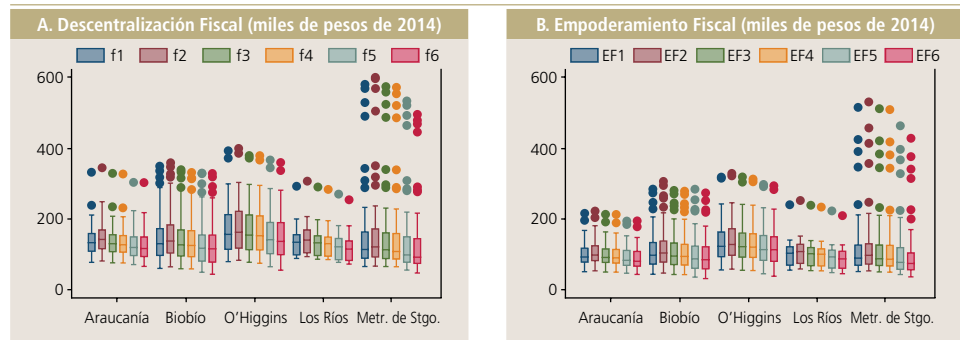 A. Descentralización Fiscal (miles de pesos de 2014)
f1 f2 f3 f4 f5 f6
600
400
200
0
Araucanía Biobío O'Higgins Los Ríos Metr. de Stgo.
B. Empoderamiento Fiscal (miles de pesos de 2014)
EF1 EF2 EF3 EF4 EF5 EF6
600
400
200
0
Araucanía Biobío O'Higgins Los Ríos Metr. de Stgo.